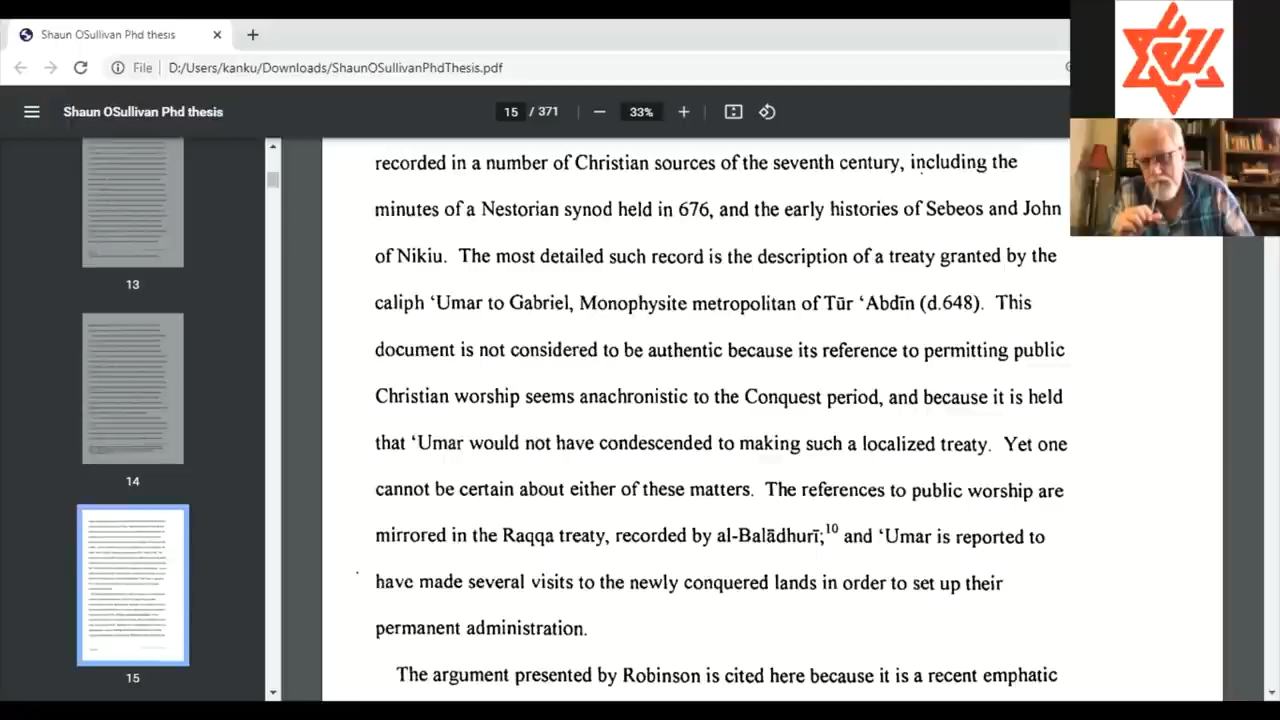 Shaun OSullivan Phd thesis
File
D:/Users/kanku/Downloads/ShaunOSullivanPhdThesis.pdf
Shaun OSullivan Phd thesis
15 / 371
33%
recorded in a number of Christian sources of the seventh century, including the
minutes of a Nestorian synod held in 676, and the early histories of Sebeos and John
of Nikiu. The most detailed such record is the description of a treaty granted by the
caliph ‘Umar to Gabriel, Monophysite metropolitan of Tūr ‘Abdīn (d.648). This
document is not considered to be authentic because its reference to permitting public
Christian worship seems anachronistic to the Conquest period, and because it is held
that ‘Umar would not have condescended to making such a localized treaty. Yet one
cannot be certain about either of these matters. The references to public worship are
mirrored in the Raqqa treaty, recorded by al-Balādhurī;10 and ‘Umar is reported to
have made several visits to the newly conquered lands in order to set up their
permanent administration.
The argument presented by Robinson is cited here because it is a recent emphatic
13
14
15